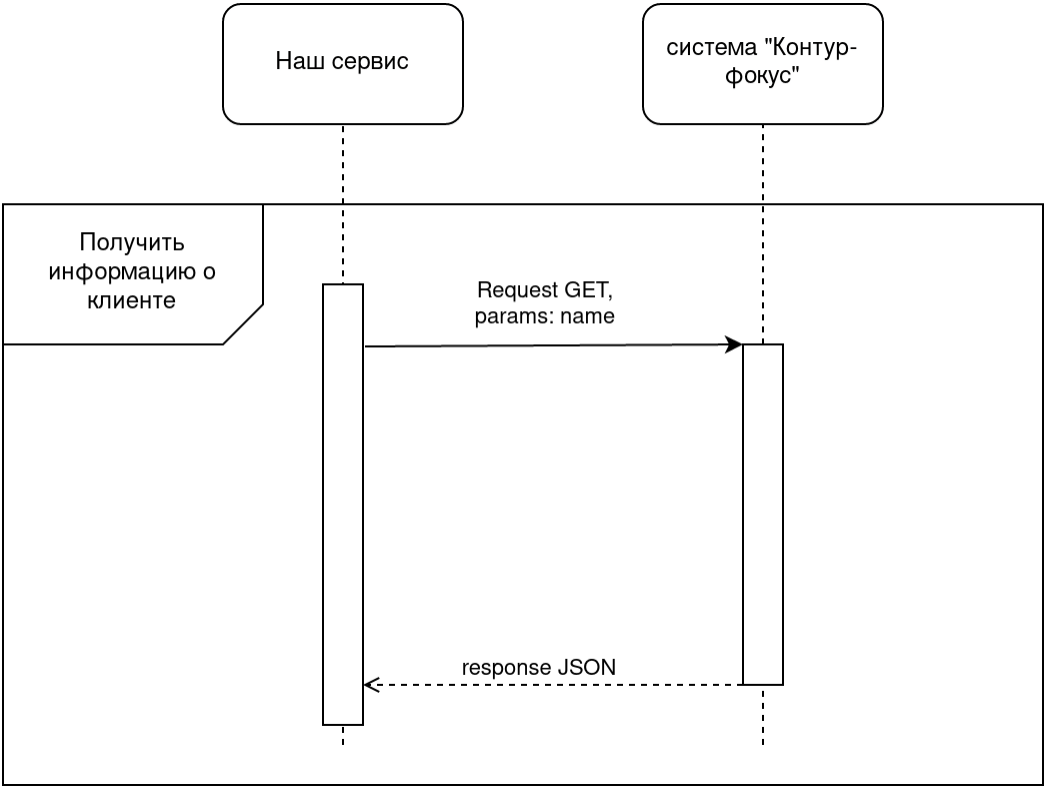 Наш сервис
система "Контур-
фокус"
Получить
информацию о
клиенте
Request GET,
params: name
response JSON